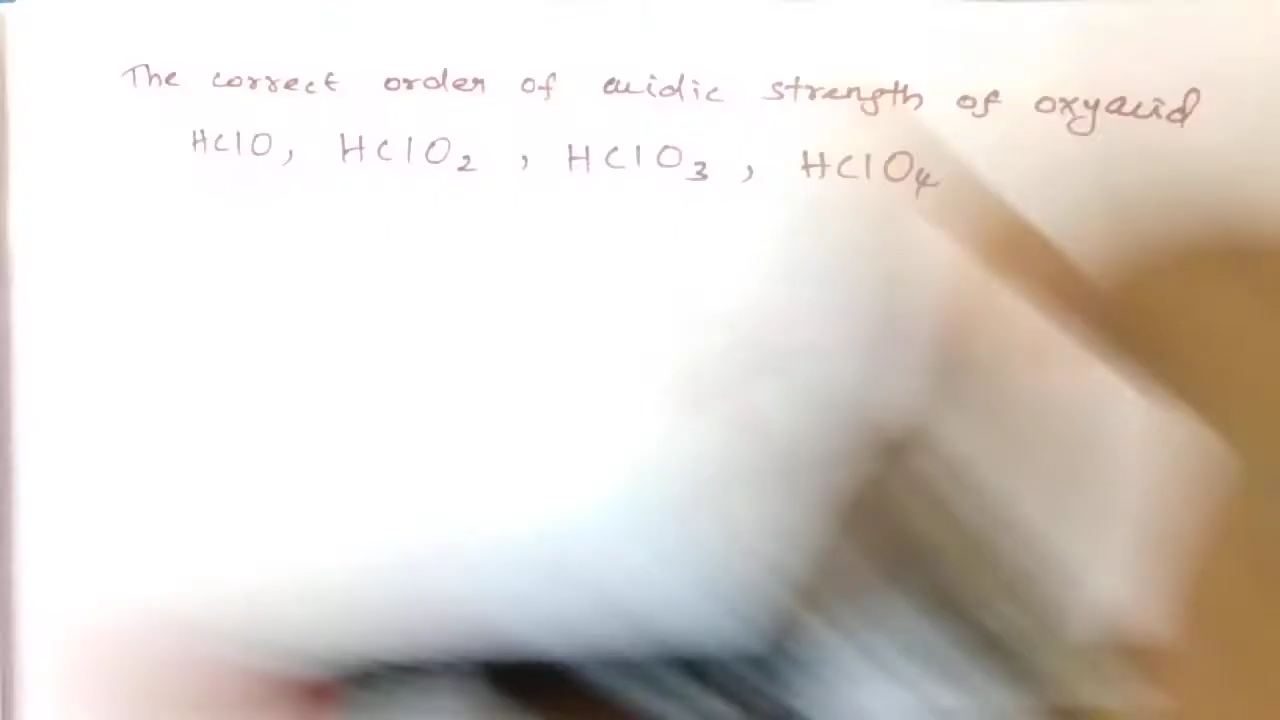 The correct order of acidic strength of oxyacid
HClO, HClO₂ , HClO₃ , HClO₄